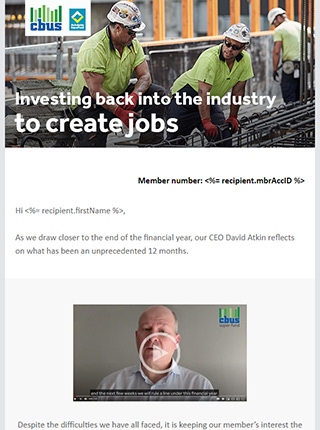 cbus
Investing back into the industry
to create jobs
Member number: <%= recipient.mbrAccID %>
Hi <%= recipient.firstName %>,
As we draw closer to the end of the financial year, our CEO David Atkin reflects
on what has been an unprecedented 12 months.
cbus
super fund
and the next few weeks we will rule a line under this financial year
Despite the difficulties we have all faced, it is keeping our member's interest the